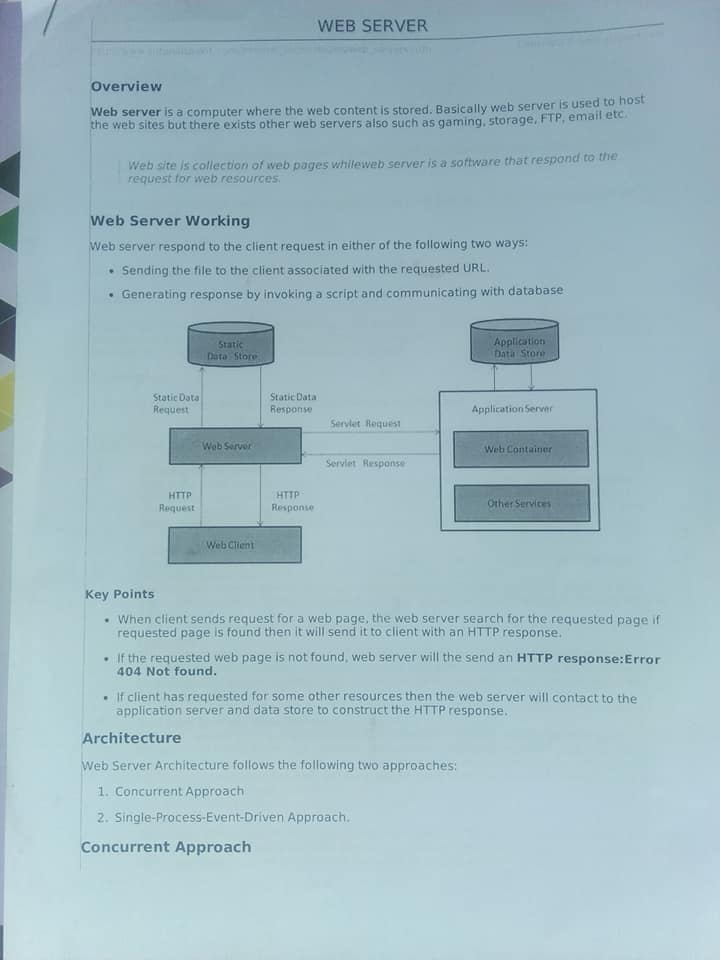 WEB SERVER
Overview
Web server is a computer where the web content is stored. Basically web server is used to host
the web sites but there exists other web servers also such as gaming, storage, FTP, email etc.
Web site is collection of web pages whileweb server is a software that respond to the
request for web resources.
Web Server Working
Web server respond to the client request in either of the following two ways:
• Sending the file to the client associated with the requested URL.
• Generating response by invoking a script and communicating with database
Static
Data Store
Application
Data Store
Static Data
Request
Static Data
Response
Servlet Request
Application Server
Web Server
Web Container
Servlet Response
HTTP
Request
HTTP
Response
Other Services
Web Client
Key Points
• When client sends request for a web page, the web server search for the requested page if
requested page is found then it will send it to client with an HTTP response.
• If the requested web page is not found, web server will the send an HTTP response:Error
404 Not found.
• If client has requested for some other resources then the web server will contact to the
application server and data store to construct the HTTP response.
Architecture
Web Server Architecture follows the following two approaches:
1. Concurrent Approach
2. Single-Process-Event-Driven Approach.
Concurrent Approach